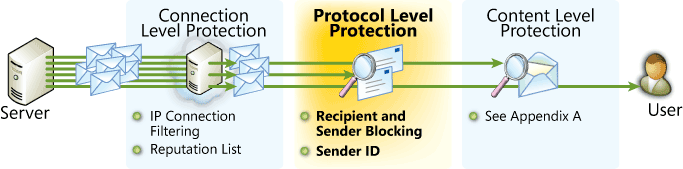 Connection
Level Protection
Protocol Level
Protection
Content Level
Protection
Server
IP Connection
Filtering
Reputation List
Recipient and
Sender Blocking
Sender ID
See Appendix A
User